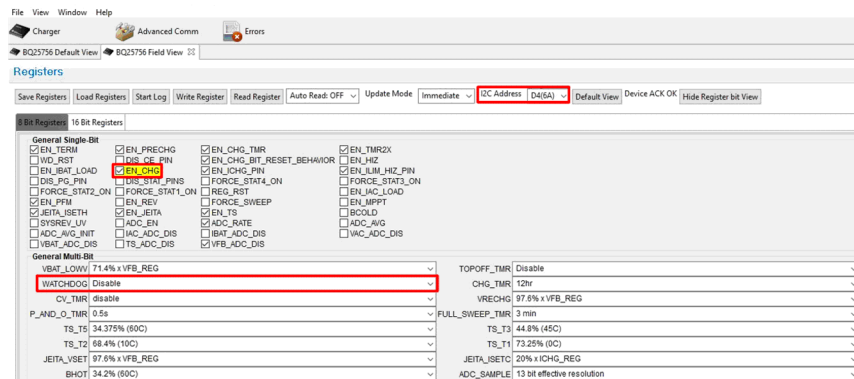 File View Window Help
Charger Advanced Comm Errors
BQ25756 Default View BQ25756 Field View
Registers
Save Registers Load Registers Start Log Write Register Read Register Auto Read: OFF Update Mode Immediate I2C Address D4(6A) Default View Device ACK OK Hide Register bit View
8 Bit Registers 16 Bit Registers
General Single-Bit
EN_TERM EN_PRECHG EN_CHG_TMR EN_TMR2X
WD_RST DIS_CE_PIN EN_CHG_BIT_RESET_BEHAVIOR EN_HIZ
EN_IBAT_LOAD EN_CHG EN_ICHG_PIN EN_ILIM_HIZ_PIN
DIS_PG_PIN DIS_STAT_PINS FORCE_STAT4_ON FORCE_STAT3_ON
FORCE_STAT2_ON FORCE_STAT1_ON REG_RST EN_IAC_LOAD
EN_PFM EN_REV FORCE_SWEEP EN_MPPT
JEITA_ISETH EN_JEITA EN_TS BCOLD
SYSREV_UV ADC_EN ADC_RATE ADC_AVG
ADC_AVG_INIT IAC_ADC_DIS IBAT_ADC_DIS VAC_ADC_DIS
VBAT_ADC_DIS TS_ADC_DIS VFB_ADC_DIS
General Multi-Bit
VBAT_LOWV 71.4% x VFB_REG TOPOFF_TMR Disable
WATCHDOG Disable CHG_TMR 12hr
CV_TMR disable VRECHG 97.6% x VFB_REG
P_AND_O_TMR 0.5s FULL_SWEEP_TMR 3 min
TS_T5 34.375% (60C) TS_T3 44.8% (45C)
TS_T2 68.4% (10C) TS_T1 73.25% (0C)
JEITA_VSET 97.6% x VFB_REG JEITA_ISETC 20% x ICHG_REG
BHOT 34.2% (60C) ADC_SAMPLE 13 bit effective resolution